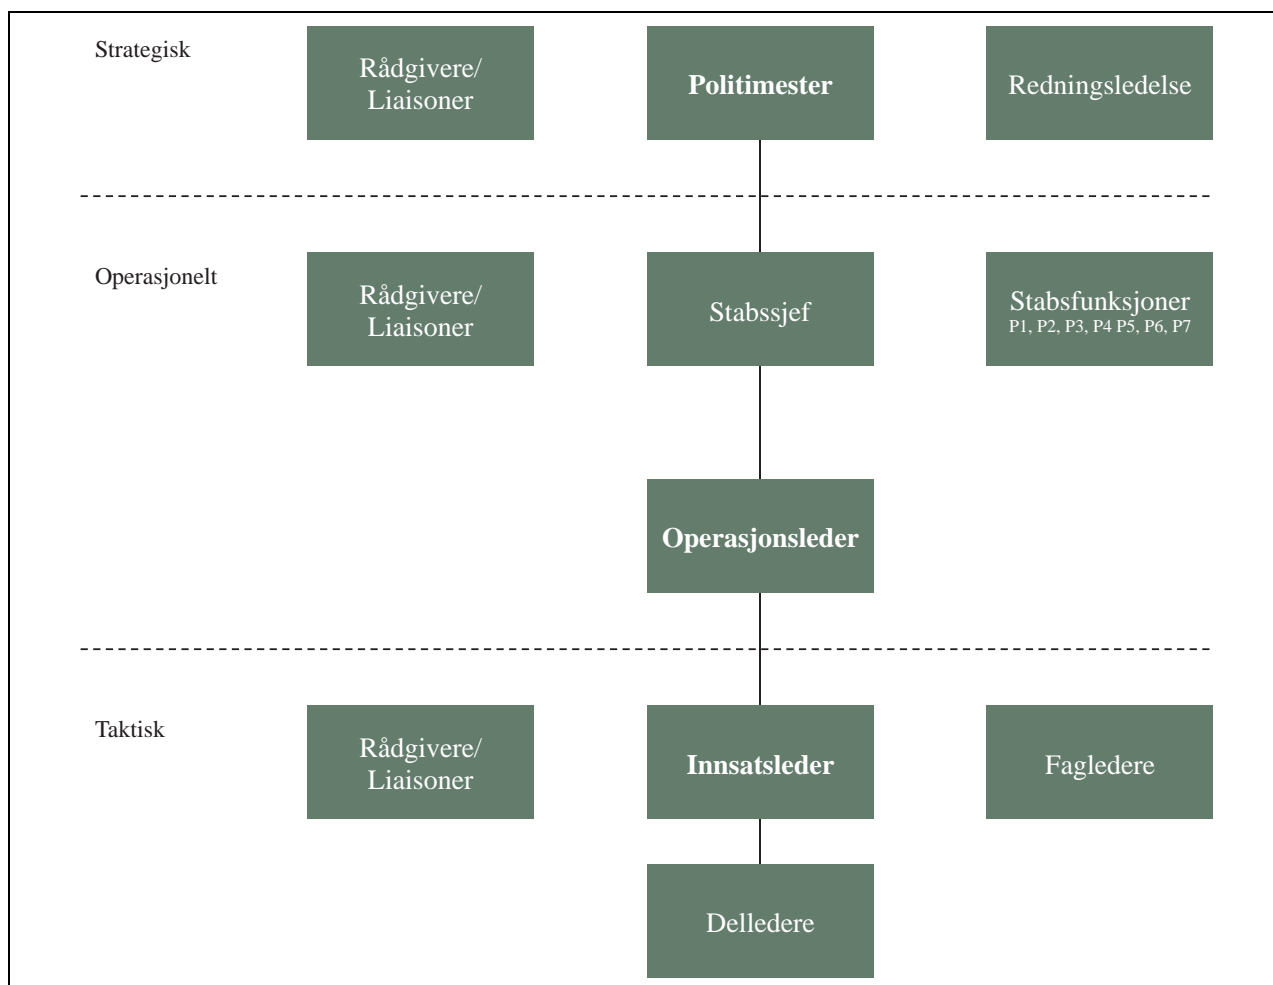 Strategisk
Rådgivere/
Liaisoner
Politimester
Redningsledelse
Operasjonelt
Rådgivere/
Liaisoner
Stabssjef
Stabsfunksjoner
P1, P2, P3, P4 P5, P6, P7
Operasjonsleder
Taktisk
Rådgivere/
Liaisoner
Innsatsleder
Fagledere
Delledere